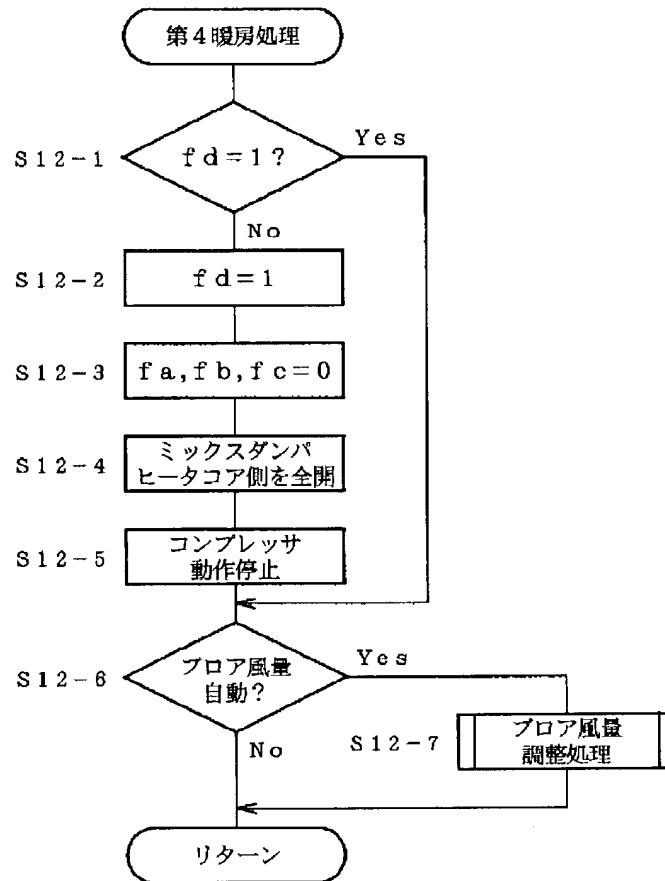 第４暖房処理
Yes
S12-1
fd=1?
No
S12-2
fd=1
S12-3
fa,fb,fc=0
S12-4
ミックスダンパ
ヒータコア側を全開
S12-5
コンプレッサ
動作停止
S12-6
ブロア風量
自動?
Yes
No
S12-7
ブロア風量
調整処理
リターン